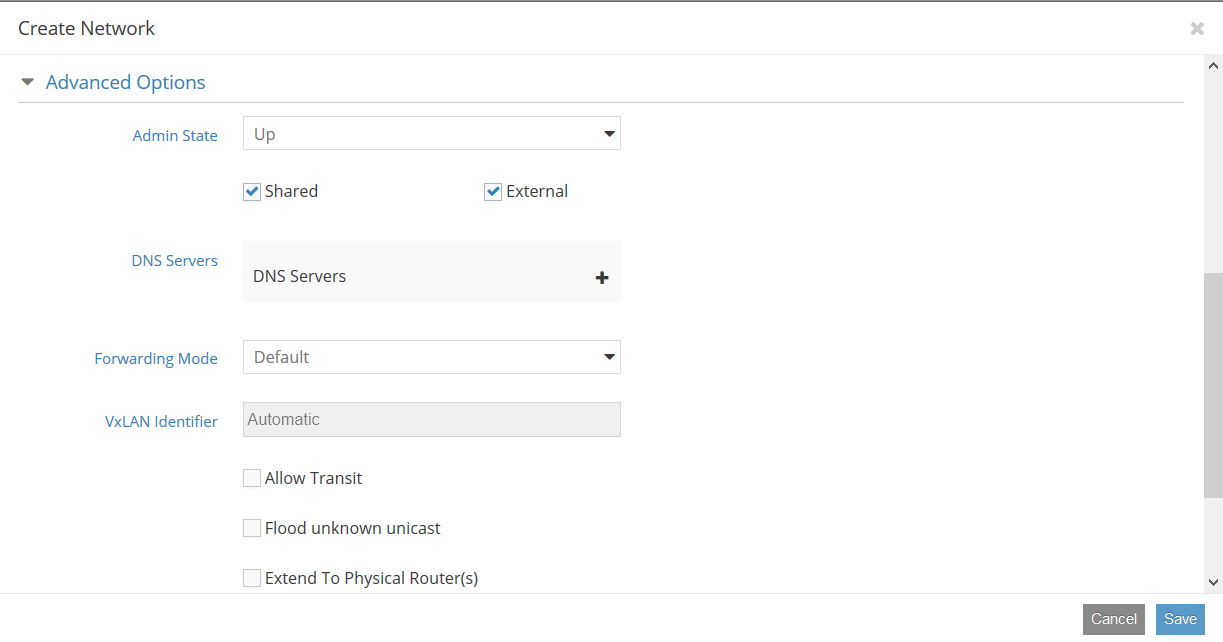 Create Network
Advanced Options
Admin State
Up
Shared
External
DNS Servers
DNS Servers
Forwarding Mode
Default
VxLAN Identifier
Automatic
Allow Transit
Flood unknown unicast
Extend To Physical Router(s)
Cancel
Save